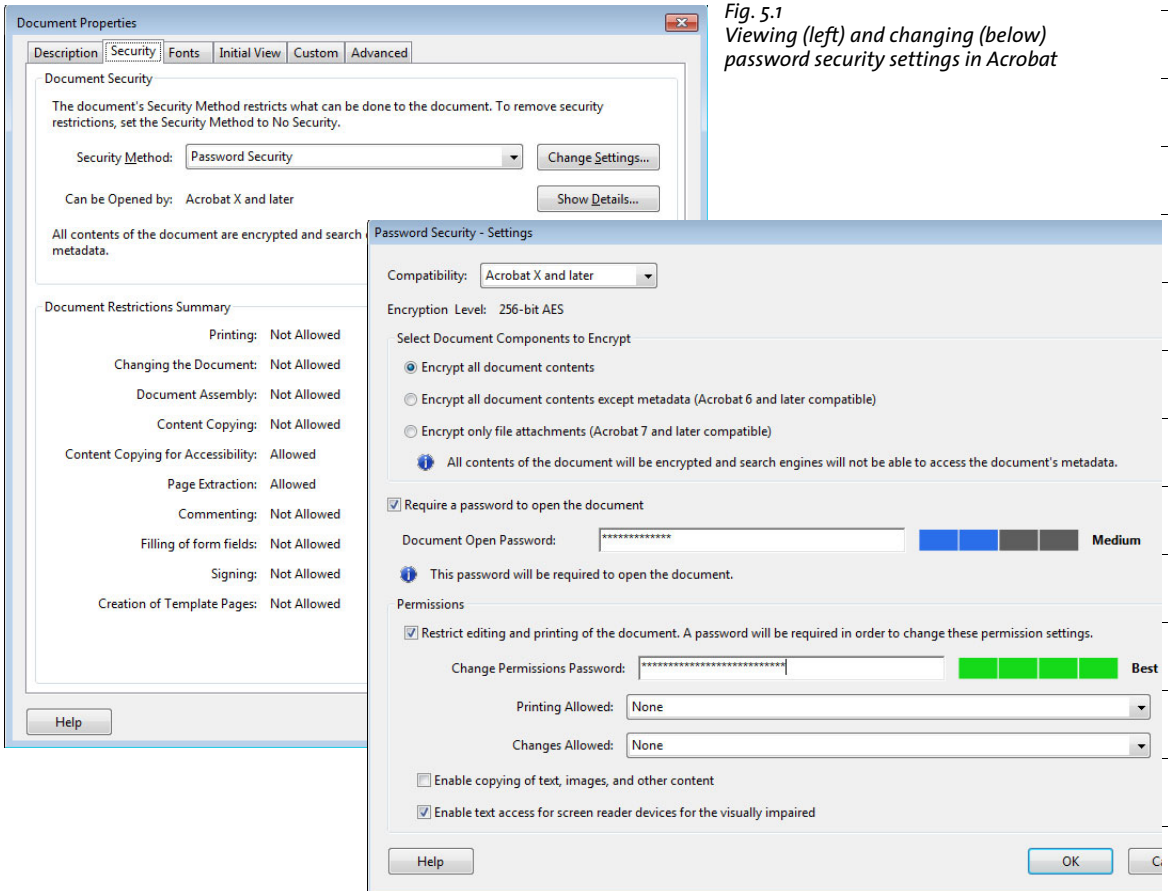 Fig. 5.1
Viewing (left) and changing (below)
password security settings in Acrobat
Document Properties
Description Security Fonts Initial View Custom Advanced
Document Security
The document's Security Method restricts what can be done to the document. To remove security
restrictions, set the Security Method to No Security.
Security Method: Password Security Change Settings...
Can be Opened by: Acrobat X and later Show Details...
All contents of the document are encrypted and search
metadata.
Document Restrictions Summary
Printing: Not Allowed
Changing the Document: Not Allowed
Document Assembly: Not Allowed
Content Copying: Not Allowed
Content Copying for Accessibility: Allowed
Page Extraction: Allowed
Commenting: Not Allowed
Filling of form fields: Not Allowed
Signing: Not Allowed
Creation of Template Pages: Not Allowed
Help
Password Security - Settings
Compatibility: Acrobat X and later
Encryption Level: 256-bit AES
Select Document Components to Encrypt
Encrypt all document contents
Encrypt all document contents except metadata (Acrobat 6 and later compatible)
Encrypt only file attachments (Acrobat 7 and later compatible)
All contents of the document will be encrypted and search engines will not be able to access the document's metadata.
Require a password to open the document
Document Open Password: ************* Medium
This password will be required to open the document.
Permissions
Restrict editing and printing of the document. A password will be required in order to change these permission settings.
Change Permissions Password: *************************** Best
Printing Allowed: None
Changes Allowed: None
Enable copying of text, images, and other content
Enable text access for screen reader devices for the visually impaired
Help OK